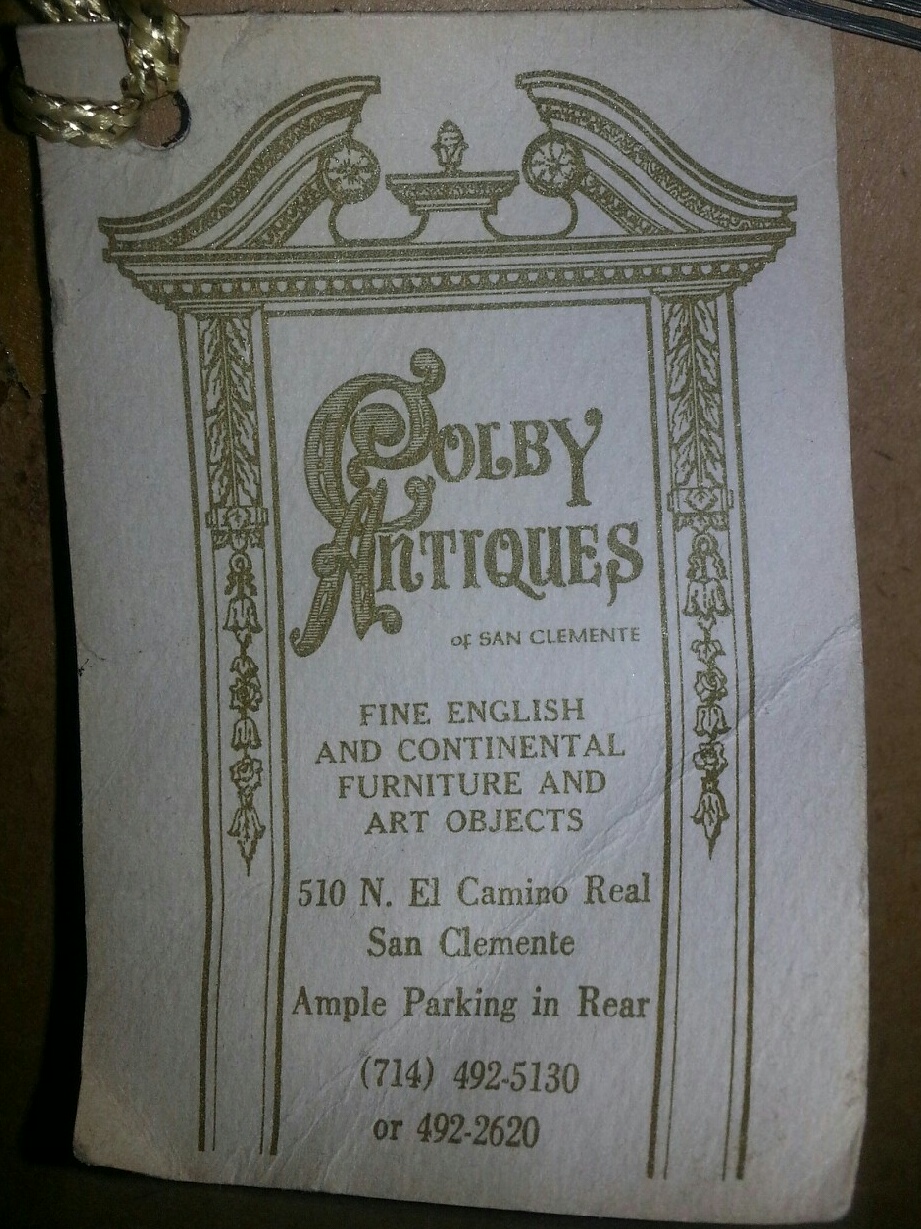 COLBY
ANTIQUES
of SAN CLEMENTE
FINE ENGLISH
AND CONTINENTAL
FURNITURE AND
ART OBJECTS
510 N. El Camino Real
San Clemente
Ample Parking in Rear
(714) 492-5130
or 492-2620